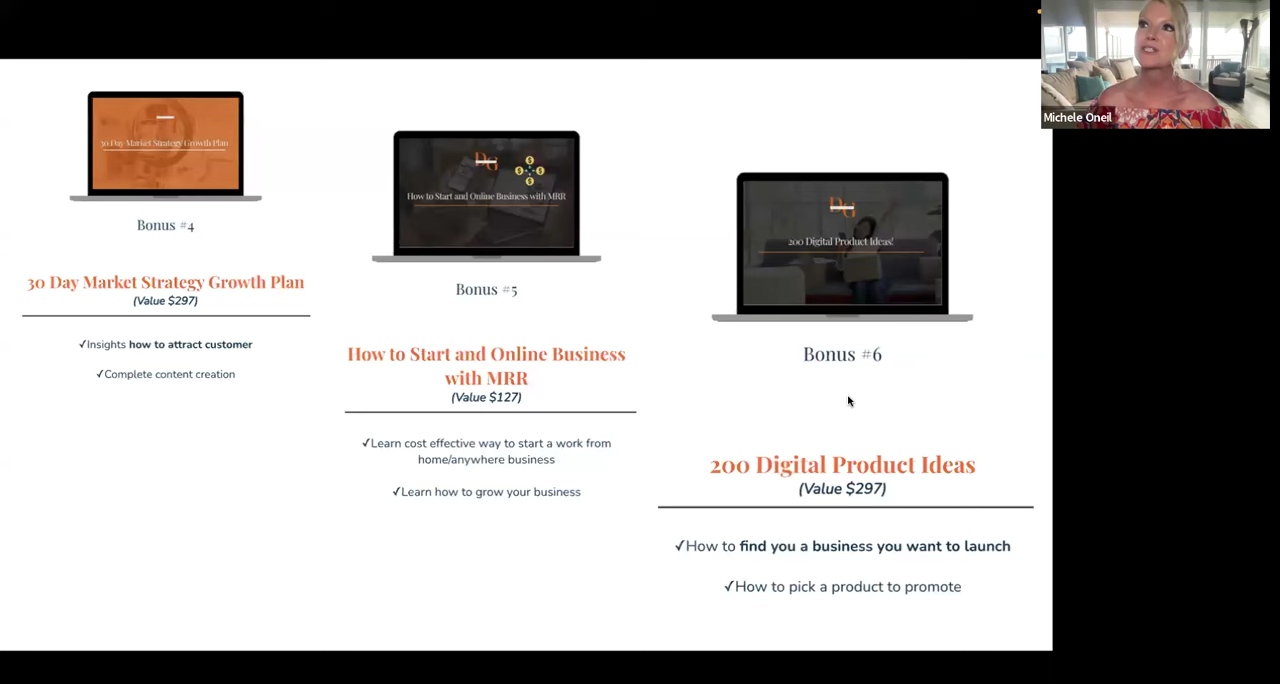 Michele Oneil
30 Day Market Strategy Growth Plan
Bonus #4
30 Day Market Strategy Growth Plan
(Value $297)
✓Insights how to attract customer
✓Complete content creation
DG
How to Start and Online Business with MRR
Bonus #5
How to Start and Online Business
with MRR
(Value $127)
✓Learn cost effective way to start a work from
home/anywhere business
✓Learn how to grow your business
DG
200 Digital Product Ideas!
Bonus #6
200 Digital Product Ideas
(Value $297)
✓How to find you a business you want to launch
✓How to pick a product to promote